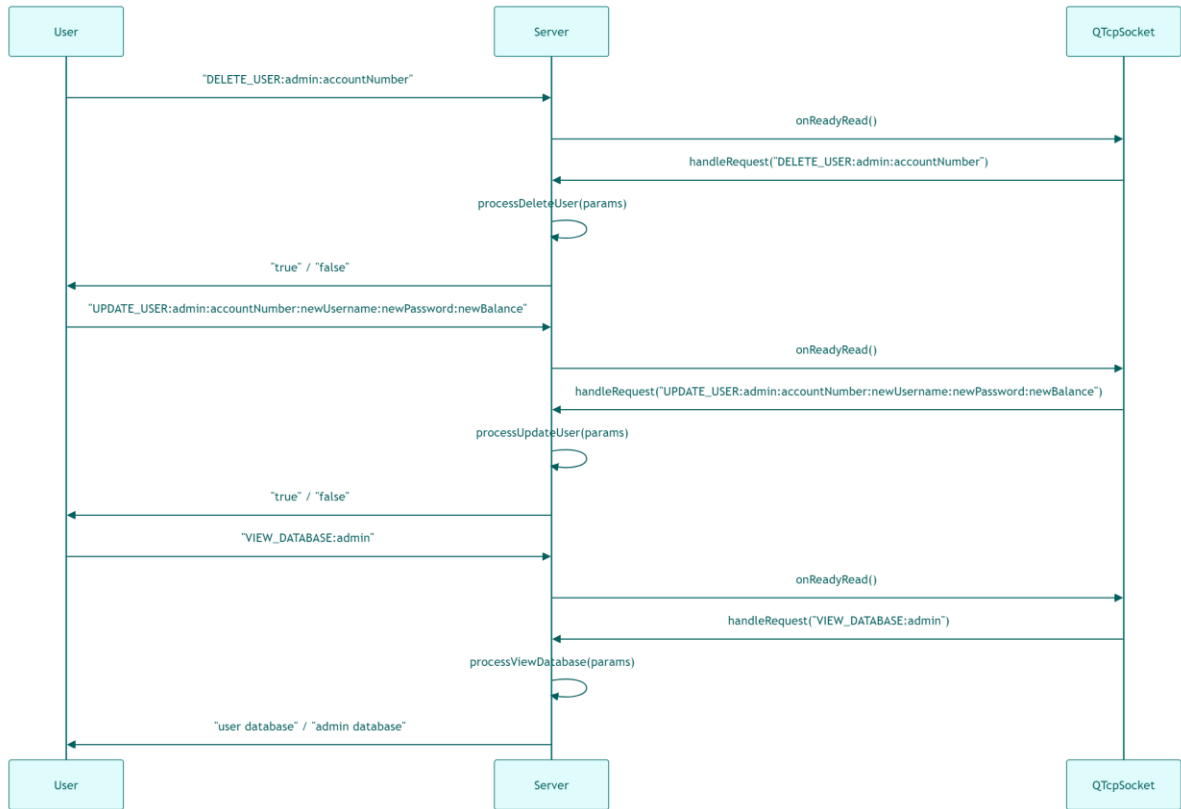 User
Server
QTcpSocket
"DELETE_USER:admin:accountNumber"
onReadyRead()
handleRequest("DELETE_USER:admin:accountNumber")
processDeleteUser(params)
"true" / "false"
"UPDATE_USER:admin:accountNumber:newUsername:newPassword:newBalance"
onReadyRead()
handleRequest("UPDATE_USER:admin:accountNumber:newUsername:newPassword:newBalance")
processUpdateUser(params)
"true" / "false"
"VIEW_DATABASE:admin"
onReadyRead()
handleRequest("VIEW_DATABASE:admin")
processViewDatabase(params)
"user database" / "admin database"
User
Server
QTcpSocket